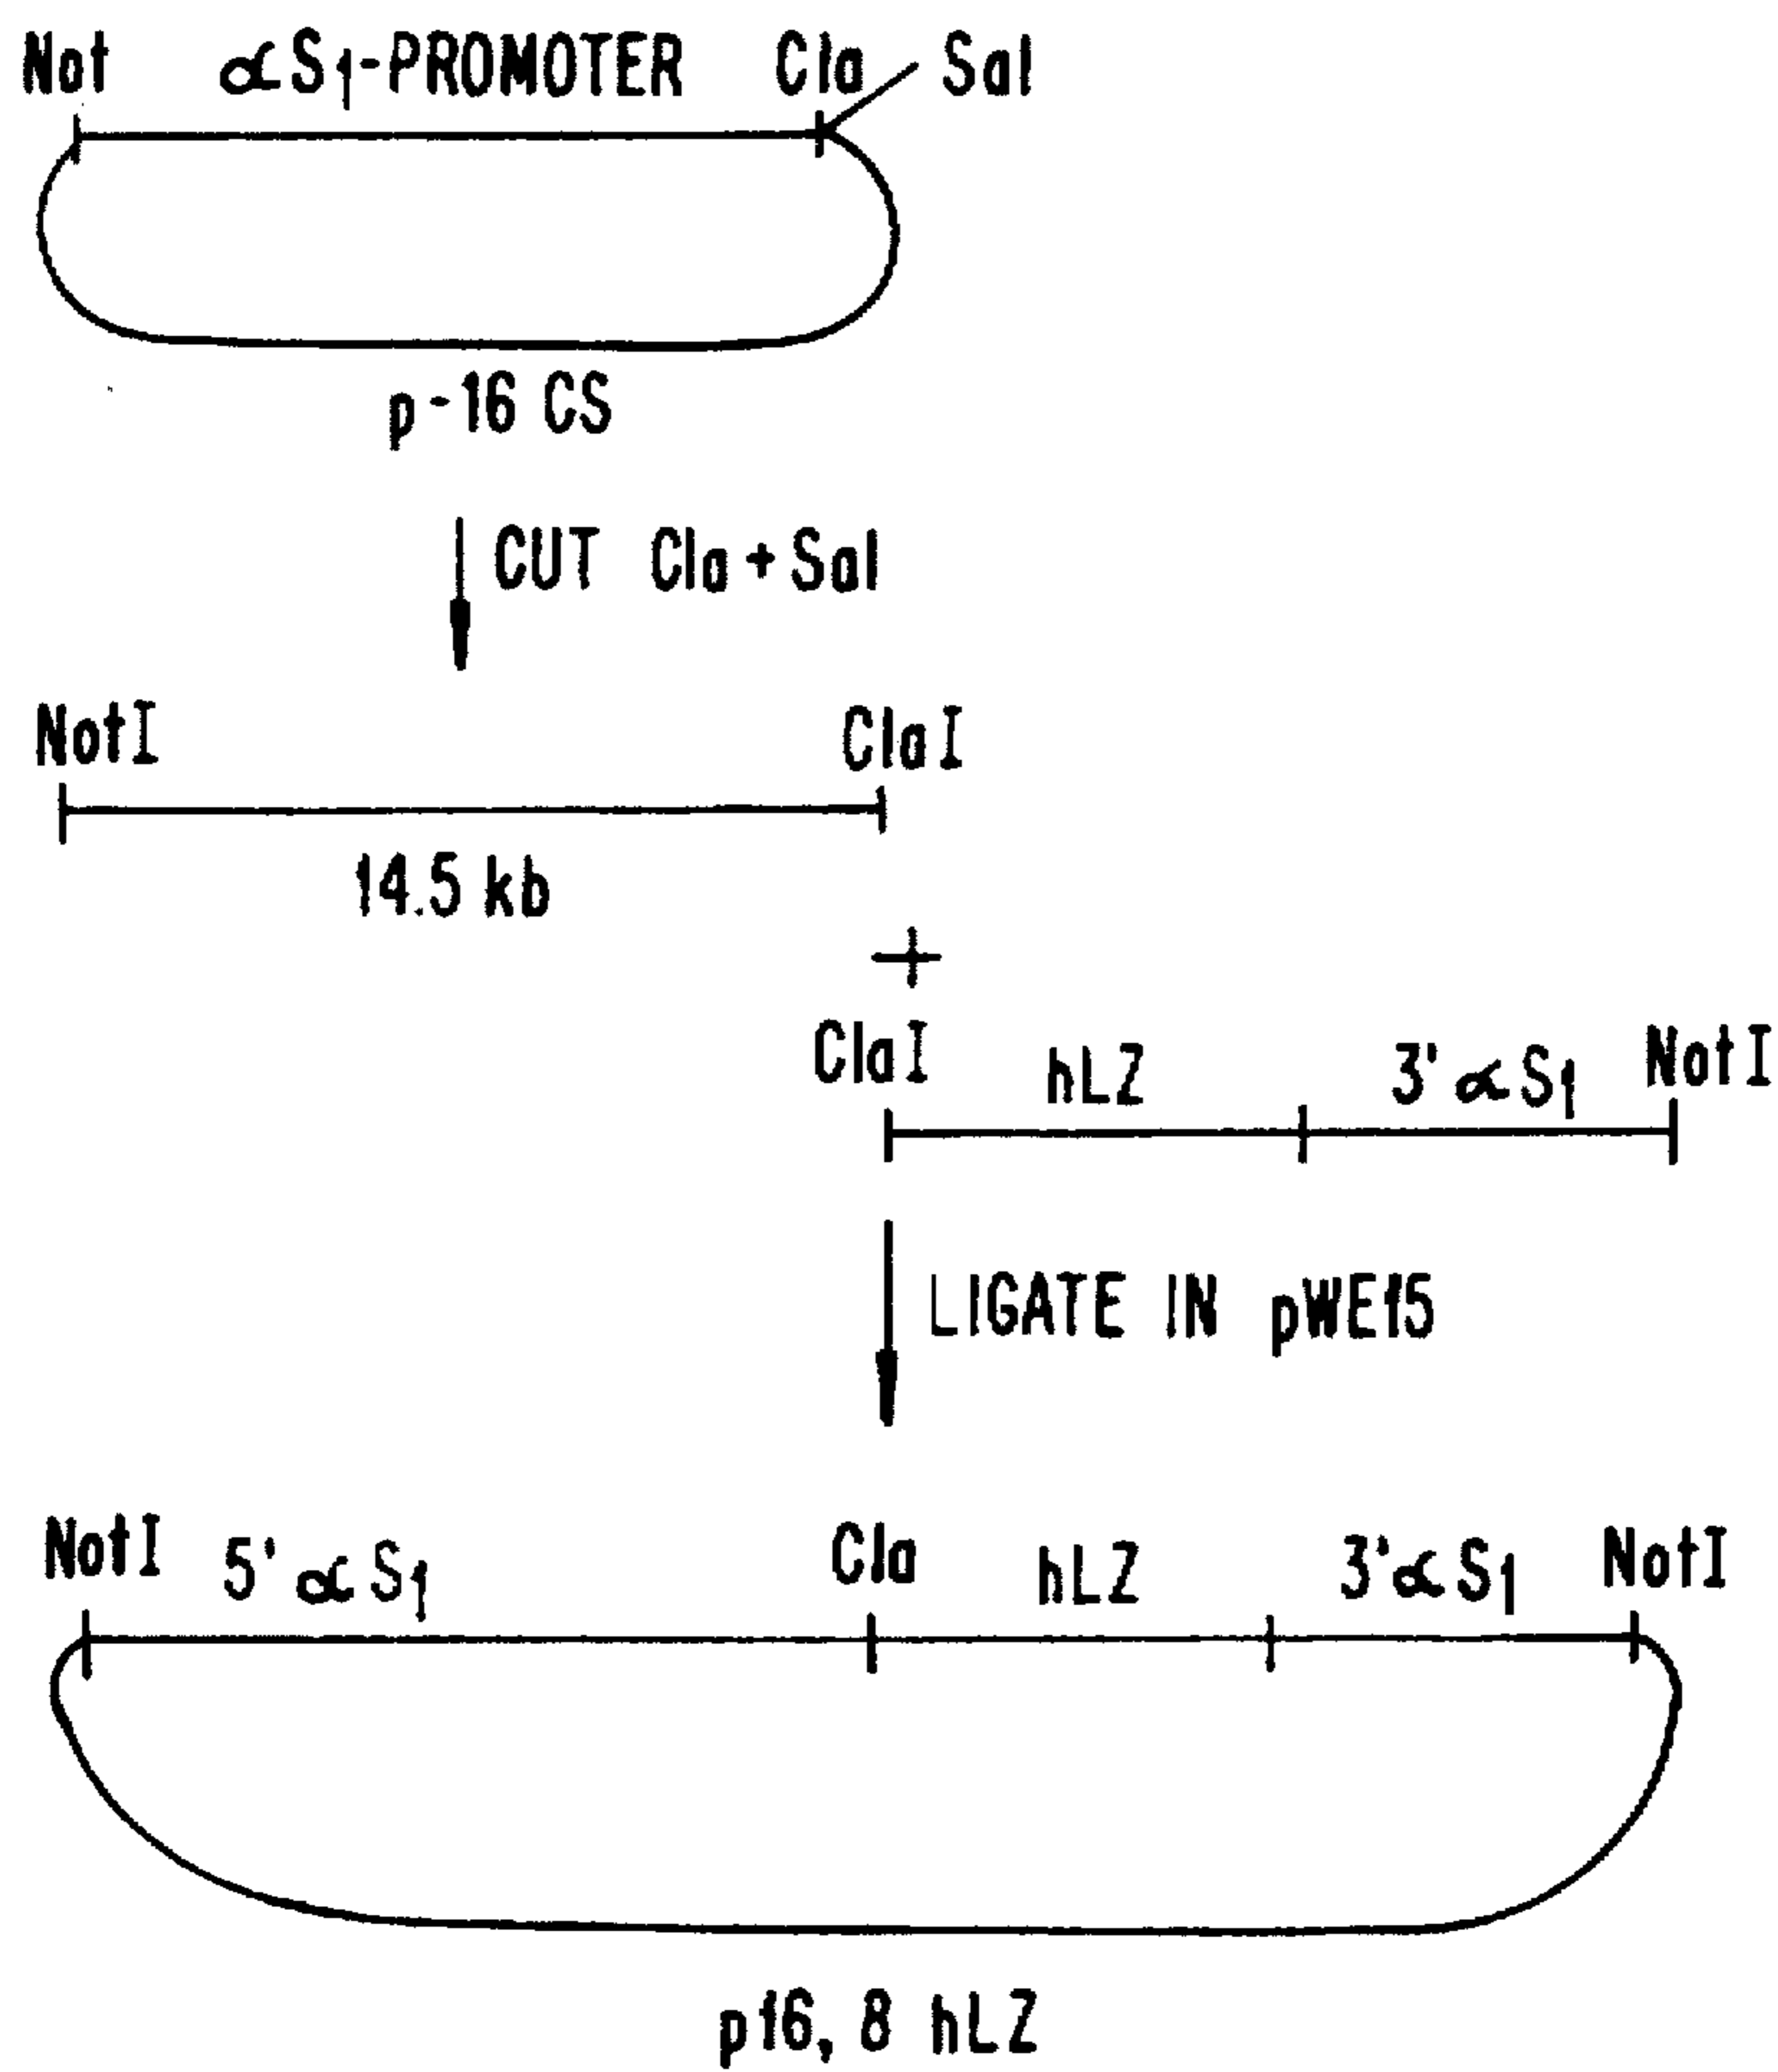 Not αS1-PROMOTER Cla Sal
p-16 CS
CUT Cla+Sal
NotI ClaI
14.5 kb
+
ClaI hLZ 3' αS1 NotI
LIGATE IN pWE15
NotI 5' αS1 Cla hLZ 3' αS1 NotI
p16, 8 hLZ